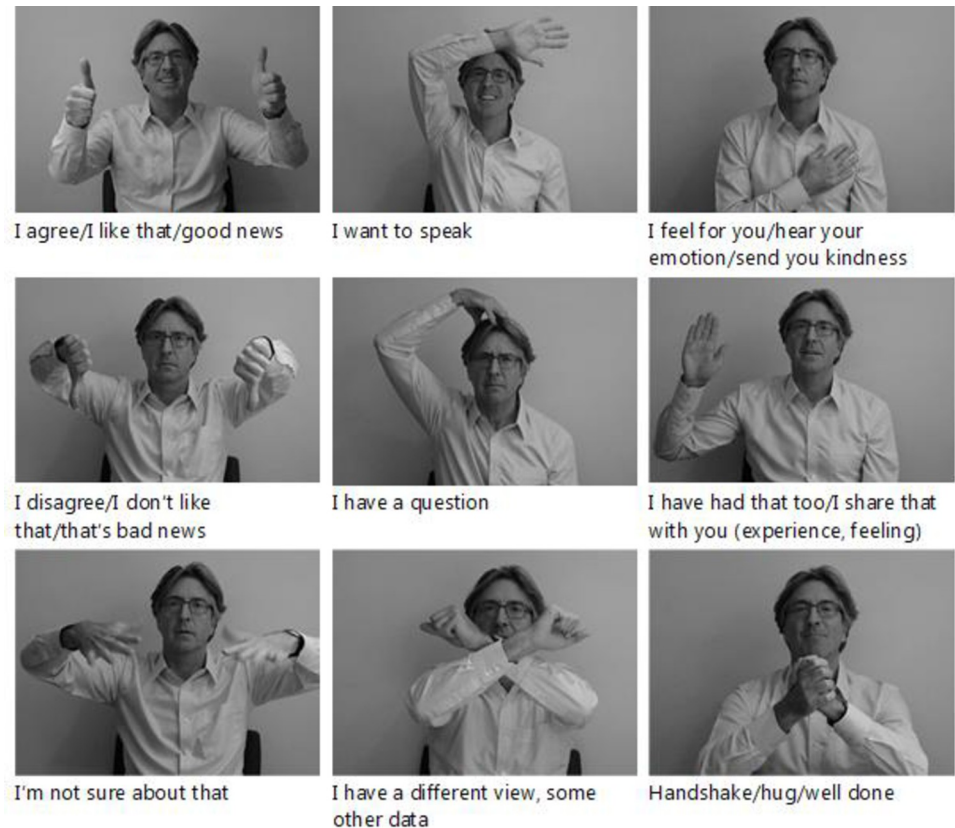 I agree/I like that/good news
I want to speak
I feel for you/hear your
emotion/send you kindness
I disagree/I don't like
that/that's bad news
I have a question
I have had that too/I share that
with you (experience, feeling)
I'm not sure about that
I have a different view, some
other data
Handshake/hug/well done